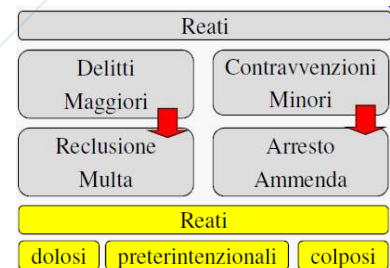 Reati
Delitti
Maggiori
Contravvenzioni
Minori
Reclusione
Multa
Arresto
Ammenda
Reati
dolosi
preterintenzionali
colposi